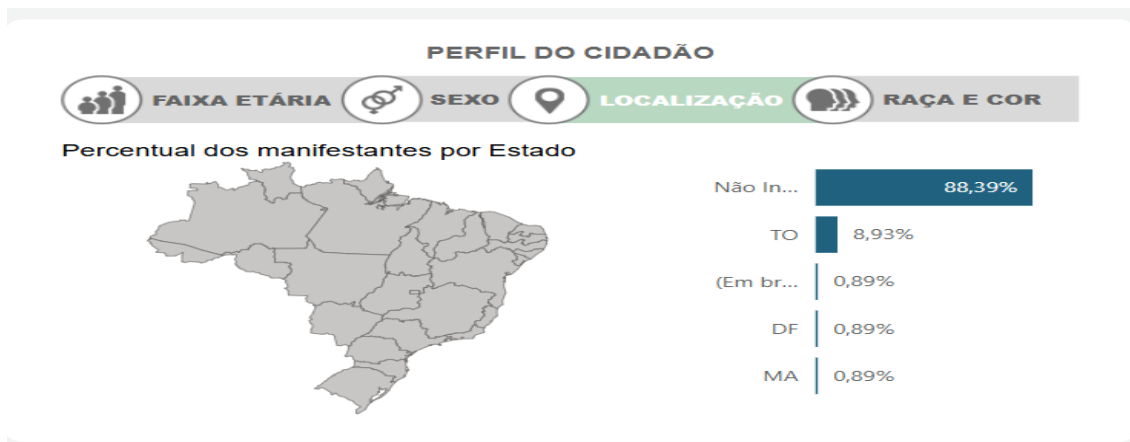 PERFIL DO CIDADÃO
FAIXA ETÁRIA SEXO LOCALIZAÇÃO RAÇA E COR
Percentual dos manifestantes por Estado
Não In... 88,39%
TO 8,93%
(Em br... 0,89%
DF 0,89%
MA 0,89%